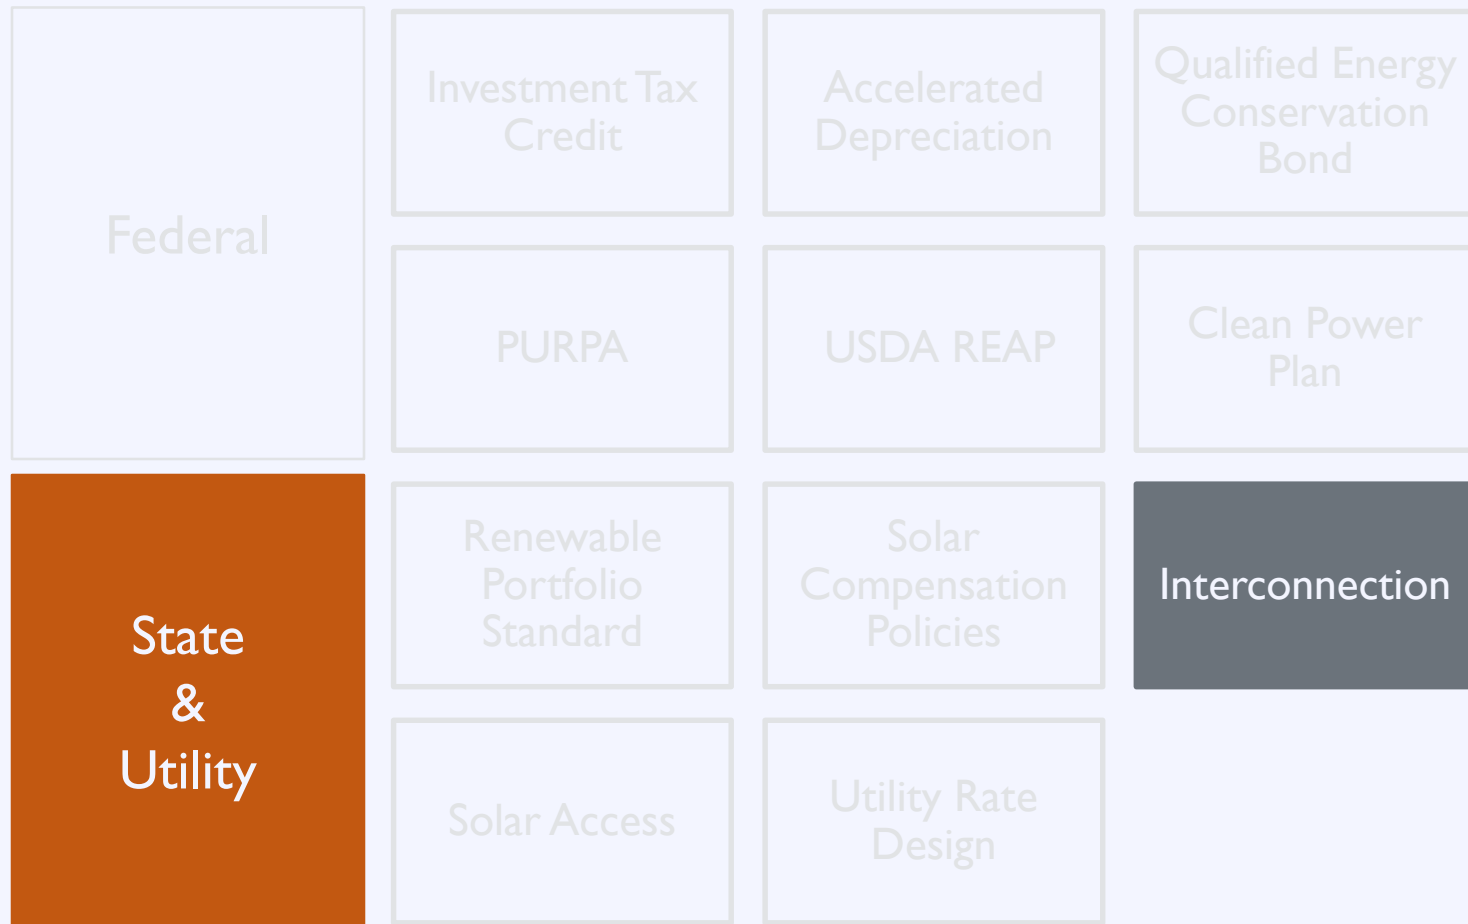 Federal
Investment Tax
Credit
Accelerated
Depreciation
Qualified Energy
Conservation
Bond
PURPA
USDA REAP
Clean Power
Plan
State
&
Utility
Renewable
Portfolio
Standard
Solar
Compensation
Policies
Interconnection
Solar Access
Utility Rate
Design